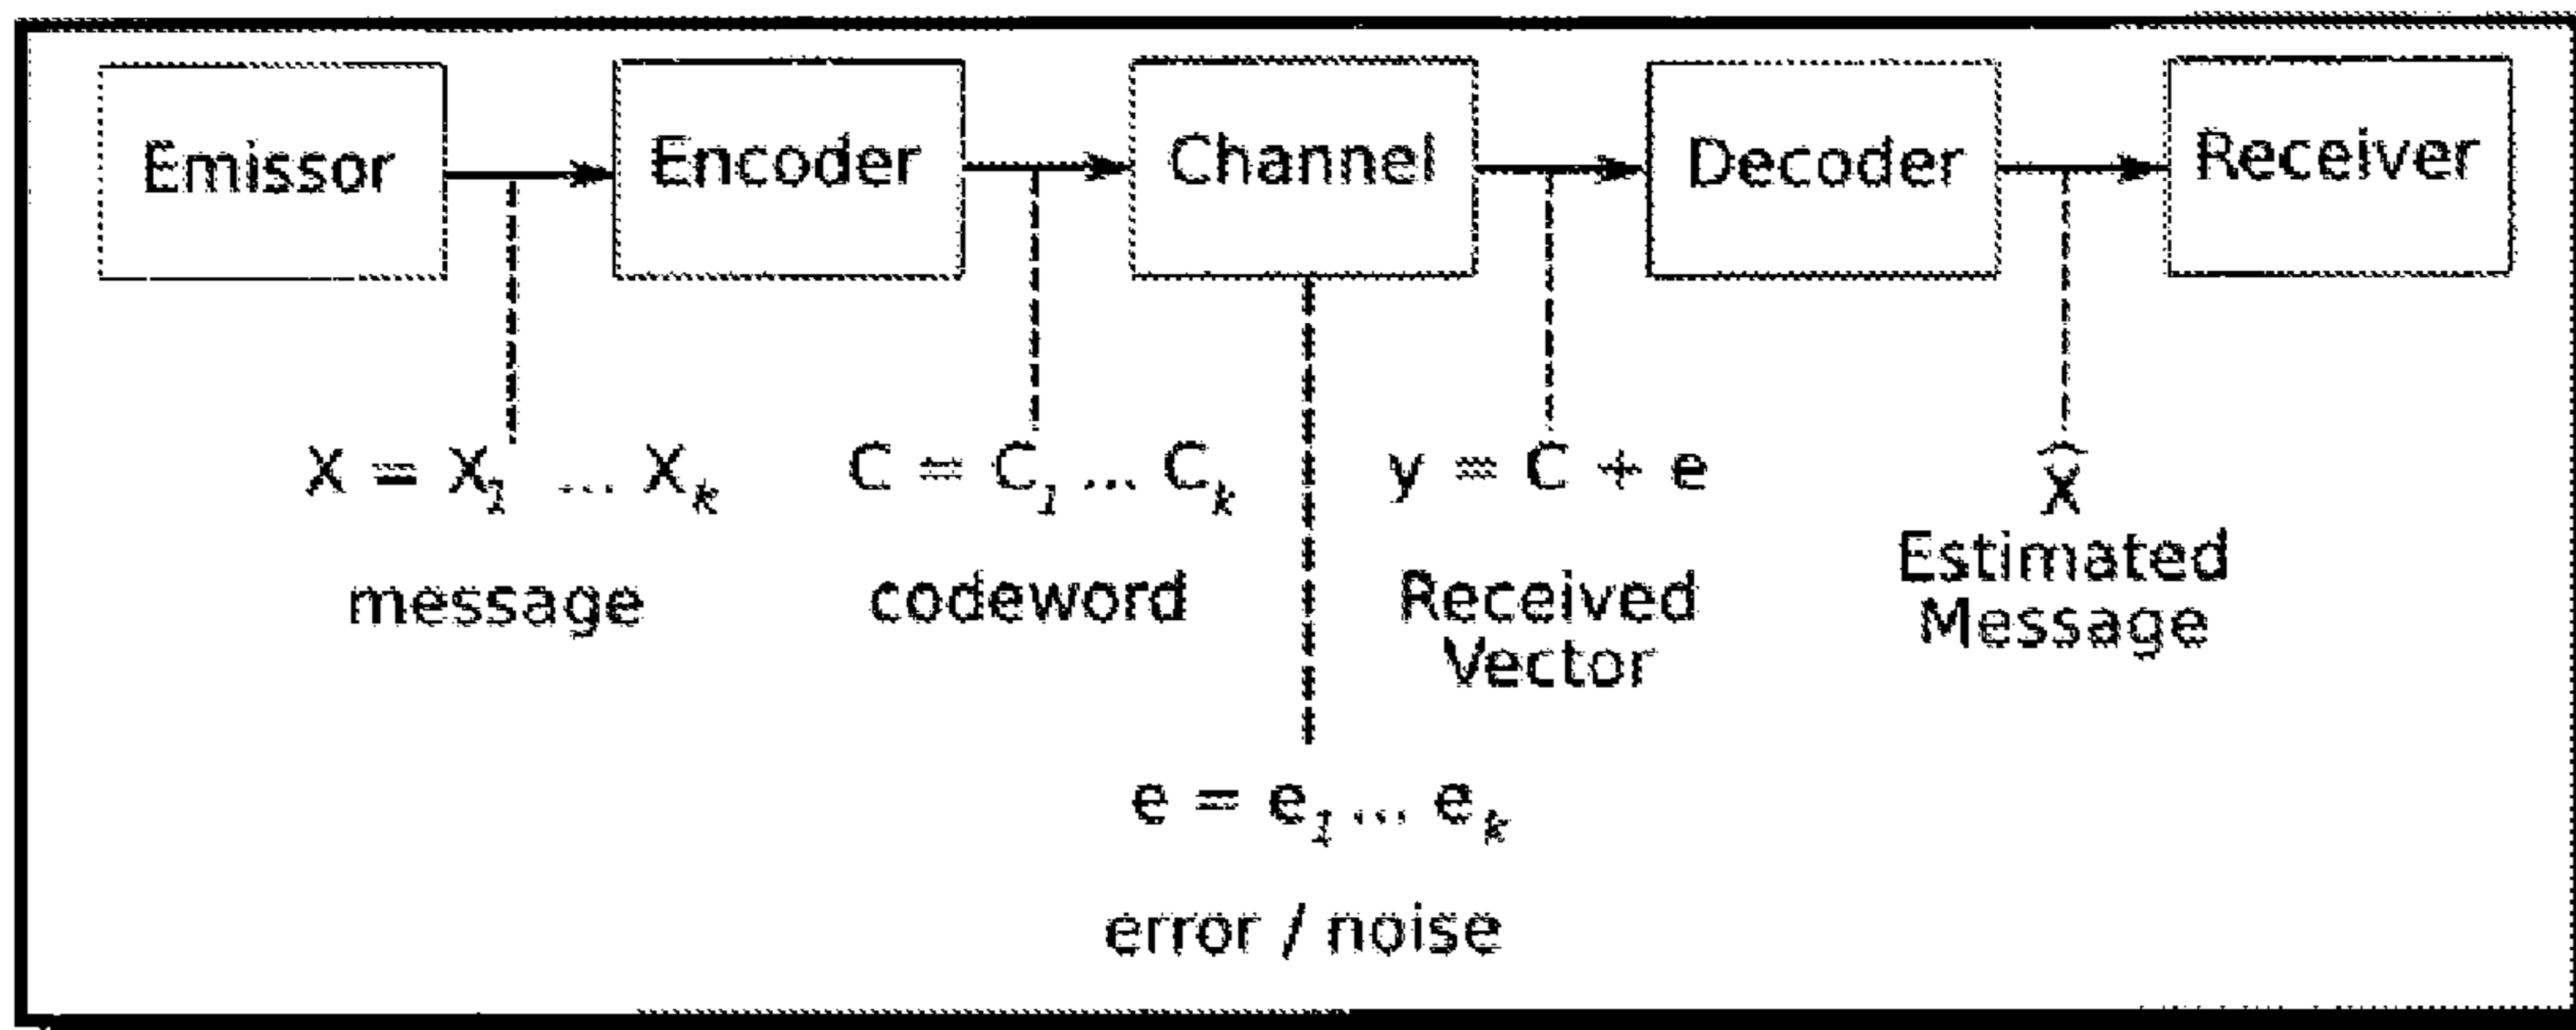 Emissor
Encoder
Channel
Decoder
Receiver
X = X₁ ... Xₖ
message
C = C₁ ... Cₖ
codeword
y = C + e
Received
Vector
X̂
Estimated
Message
e = e₁ ... eₖ
error / noise